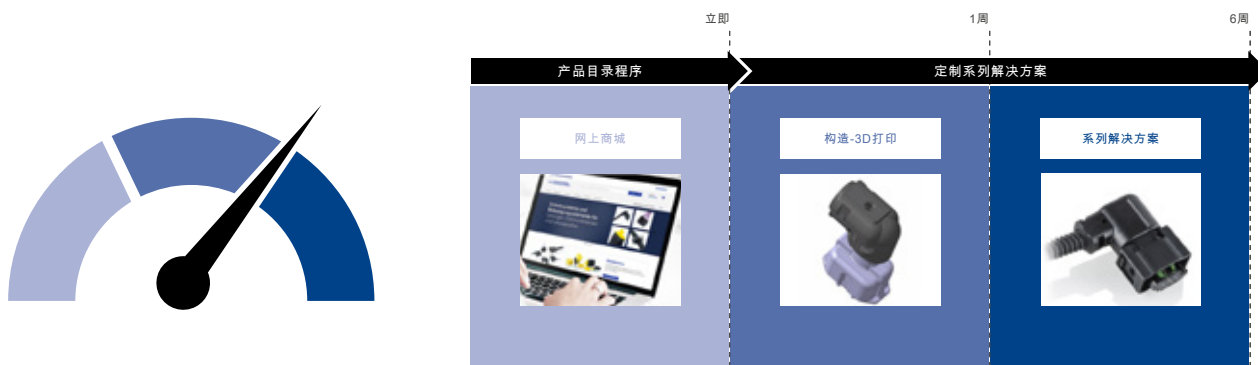 立即
1周
6周
产品目录程序
定制系列解决方案
网上商城
构造-3D打印
系列解决方案